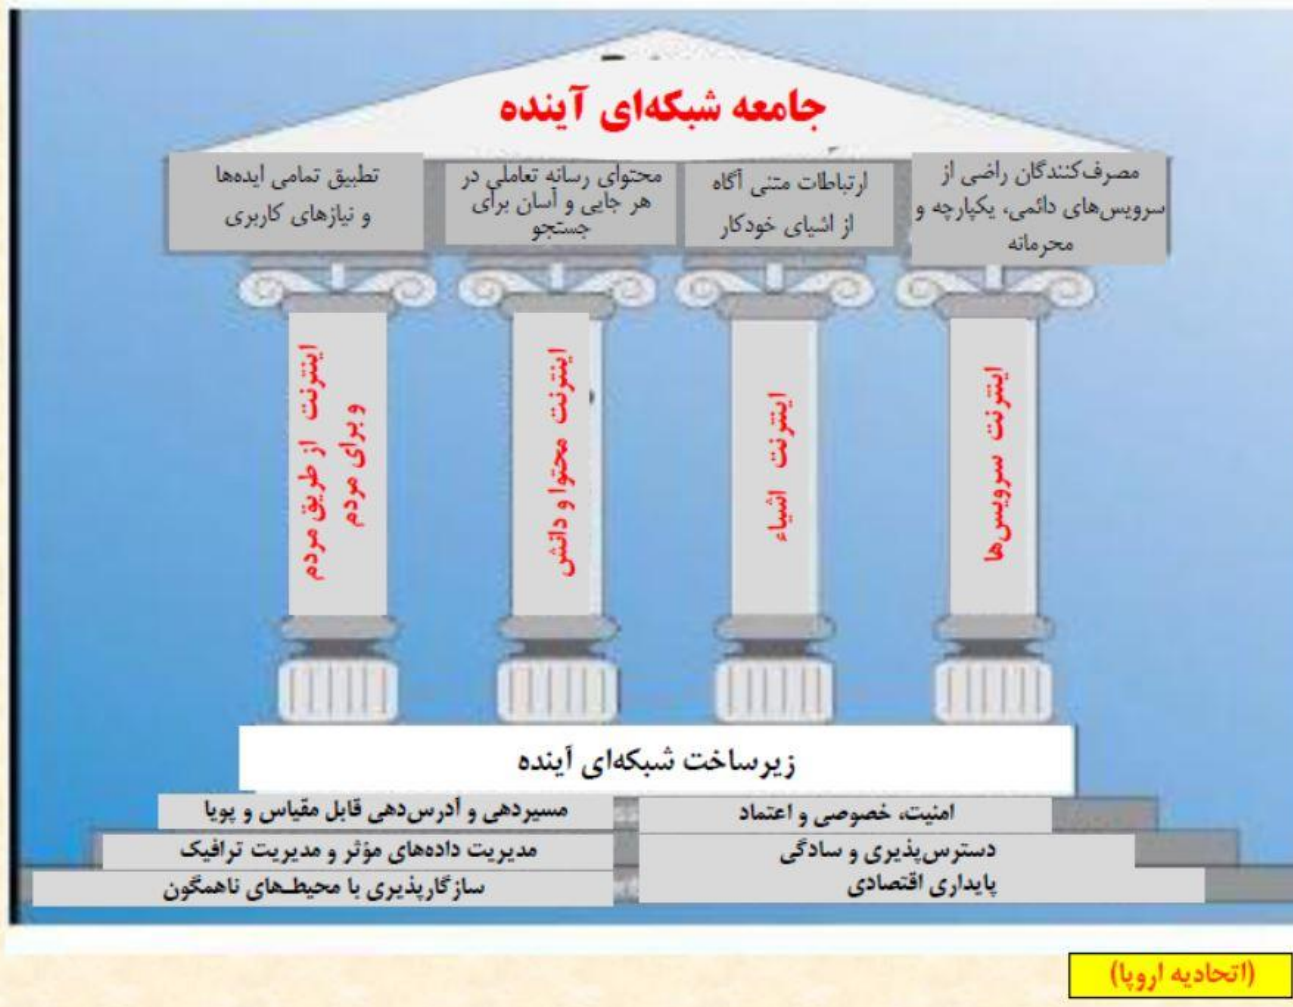 جامعه شبکه‌ای آینده
مصرف‌کنندگان راضی از
سرویس‌های دائمی، یکپارچه و
محرمانه
ارتباطات متنی آگاه
از اشیای خودکار
محتوای رسانه تعاملی در
هر جایی و آسان برای
جستجو
تطبیق تمامی ایده‌ها
و نیازهای کاربری
اینترنت سرویس‌ها
اینترنت اشیاء
اینترنت محتوا و دانش
اینترنت از طریق مردم
و برای مردم
زیرساخت شبکه‌ای آینده
امنیت، خصوصی و اعتماد
مسیردهی و آدرس‌دهی قابل مقیاس و پویا
دسترس‌پذیری و سادگی
مدیریت داده‌های مؤثر و مدیریت ترافیک
پایداری اقتصادی
سازگارپذیری با محیط‌های ناهمگون
(اتحادیه اروپا)